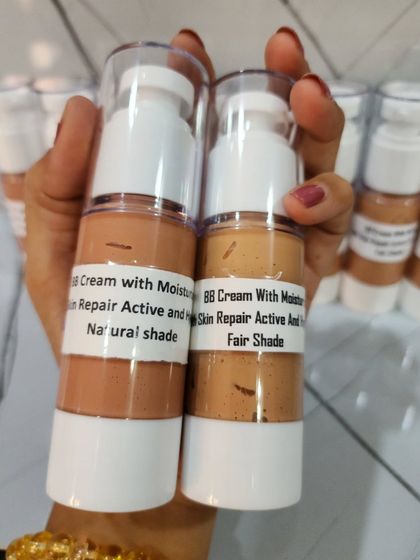 BB Cream with Moistur
Skin Repair Active and H
Natural shade
BB Cream With Moistur
Skin Repair Active And H
Fair Shade